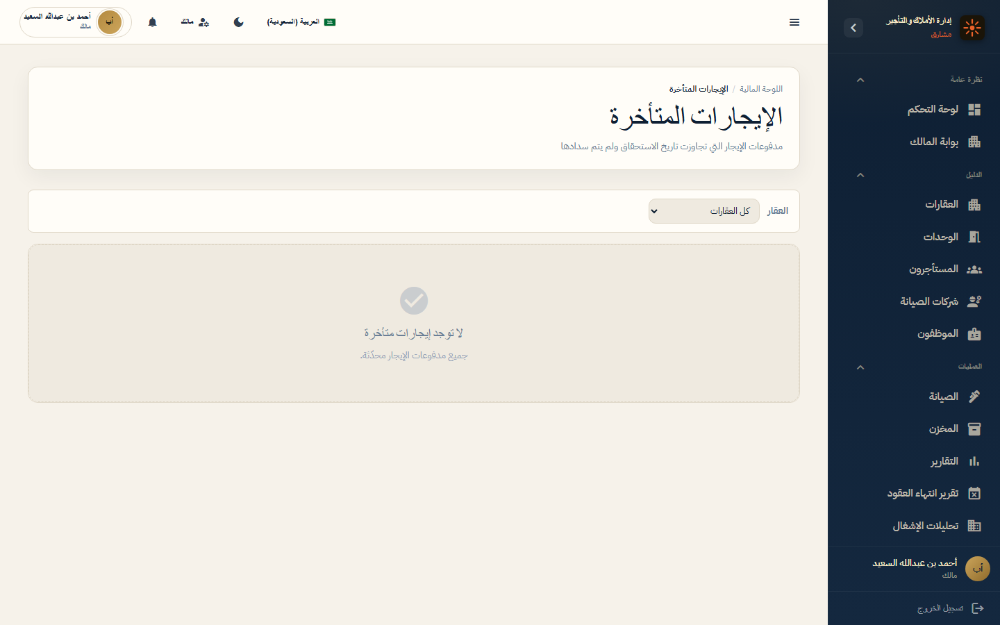 إدارة الأملاك والتأجير
مشارق
نظرة عامة
لوحة التحكم
بوابة المالك
الدليل
العقارات
الوحدات
المستأجرون
شركات الصيانة
الموظفون
العمليات
الصيانة
المخزن
التقارير
تقرير انتهاء العقود
تحليلات الإشغال
أب
أحمد بن عبدالله السعيد
مالك
تسجيل الخروج
العربية (السعودية)
مالك
أب
أحمد بن عبدالله السعيد
مالك
اللوحة المالية / الإيجارات المتأخرة
الإيجارات المتأخرة
مدفوعات الإيجار التي تجاوزت تاريخ الاستحقاق ولم يتم سدادها
العقار
كل العقارات
لا توجد إيجارات متأخرة
جميع مدفوعات الإيجار محدّثة.